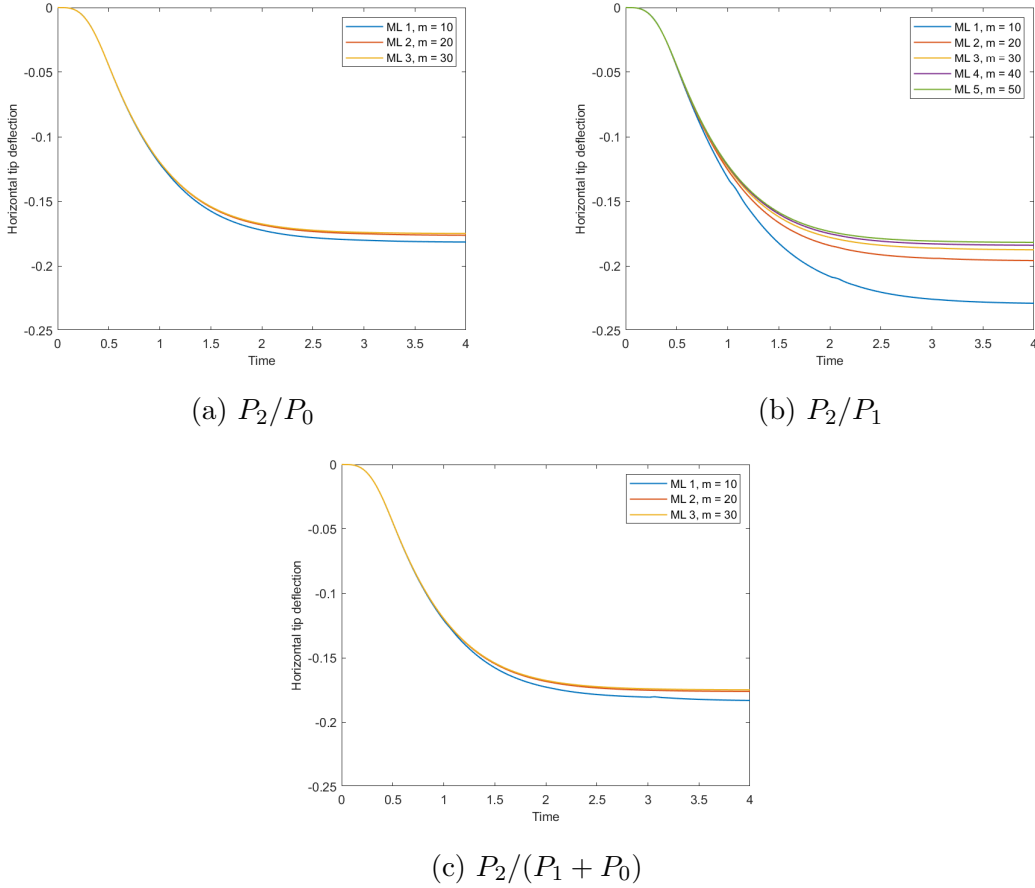 0
-0.05
-0.1
-0.15
-0.2
-0.25
Horizontal tip deflection
ML 1, m = 10
ML 2, m = 20
ML 3, m = 30
0 0.5 1 1.5 2 2.5 3 3.5 4
Time
(a) P2/P0
0
-0.05
-0.1
-0.15
-0.2
-0.25
Horizontal tip deflection
ML 1, m = 10
ML 2, m = 20
ML 3, m = 30
ML 4, m = 40
ML 5, m = 50
0 0.5 1 1.5 2 2.5 3 3.5 4
Time
(b) P2/P1
0
-0.05
-0.1
-0.15
-0.2
-0.25
Horizontal tip deflection
ML 1, m = 10
ML 2, m = 20
ML 3, m = 30
0 0.5 1 1.5 2 2.5 3 3.5 4
Time
(c) P2/(P1 + P0)